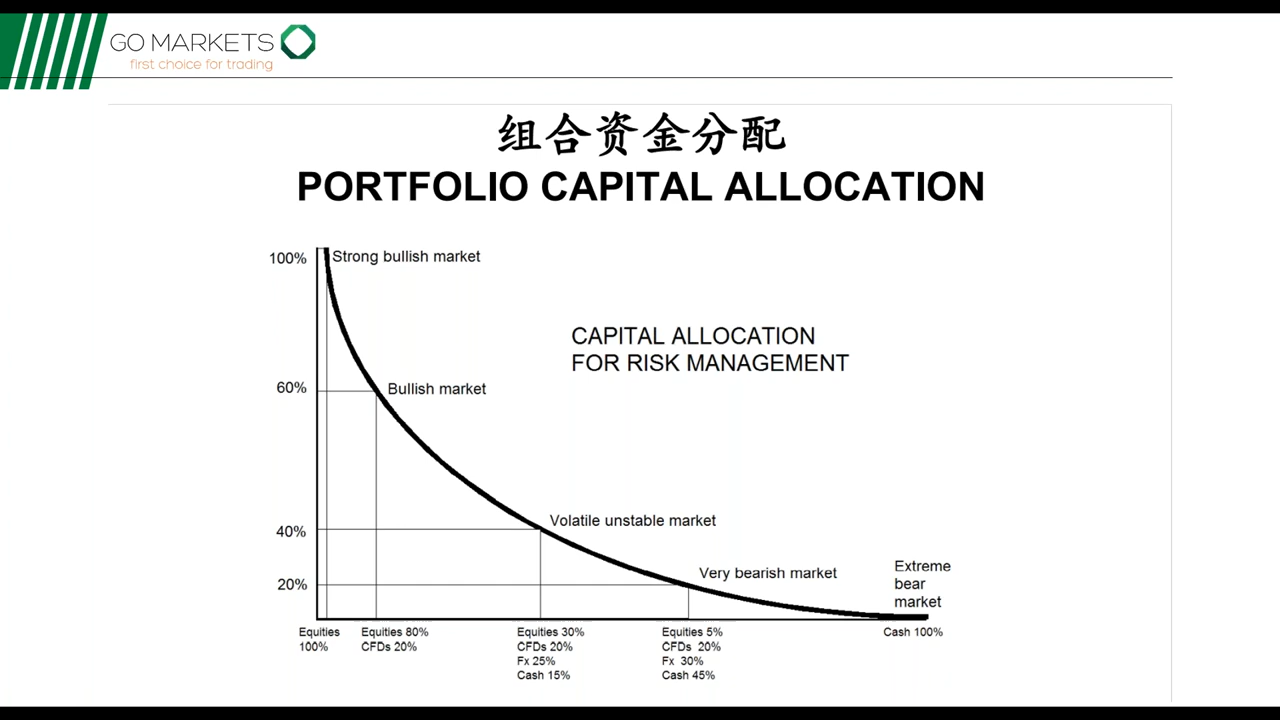 GO MARKETS
first choice for trading
组合资金分配
PORTFOLIO CAPITAL ALLOCATION
100%
Strong bullish market
CAPITAL ALLOCATION
FOR RISK MANAGEMENT
60%
Bullish market
40%
Volatile unstable market
20%
Very bearish market
Extreme
bear
market
Equities
100%
Equities 80%
CFDs 20%
Equities 30%
CFDs 20%
Fx 25%
Cash 15%
Equities 5%
CFDs 20%
Fx 30%
Cash 45%
Cash 100%